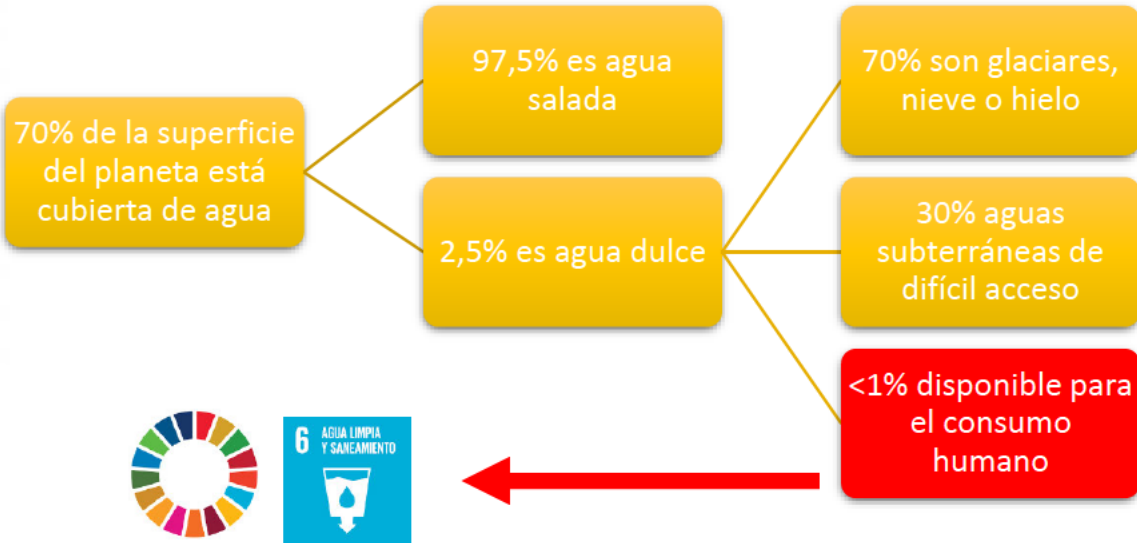 70% de la superficie
del planeta está
cubierta de agua
97,5% es agua
salada
2,5% es agua dulce
70% son glaciares,
nieve o hielo
30% aguas
subterráneas de
difícil acceso
<1% disponible para
el consumo
humano
6 AGUA LIMPIA
Y SANEAMIENTO